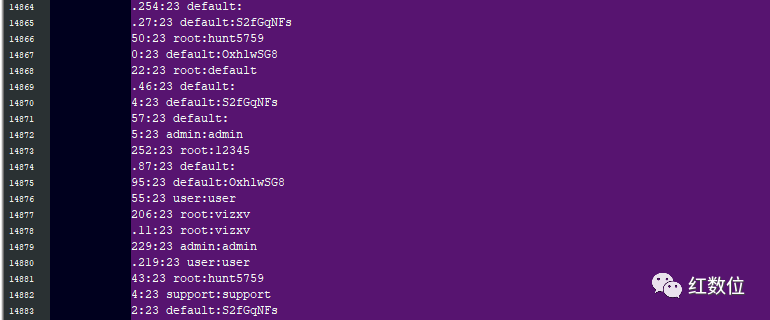 14864 .254:23 default:
14865 .27:23 default:S2fGqNFs
14866 50:23 root:hunt5759
14867 0:23 default:OxhlwSG8
14868 22:23 root:default
14869 .46:23 default:
14870 4:23 default:S2fGqNFs
14871 57:23 default:
14872 5:23 admin:admin
14873 252:23 root:12345
14874 .87:23 default:
14875 95:23 default:OxhlwSG8
14876 55:23 user:user
14877 206:23 root:vizxv
14878 .11:23 root:vizxv
14879 229:23 admin:admin
14880 .219:23 user:user
14881 43:23 root:hunt5759
14882 4:23 support:support
14883 2:23 default:S2fGqNFs
红数位